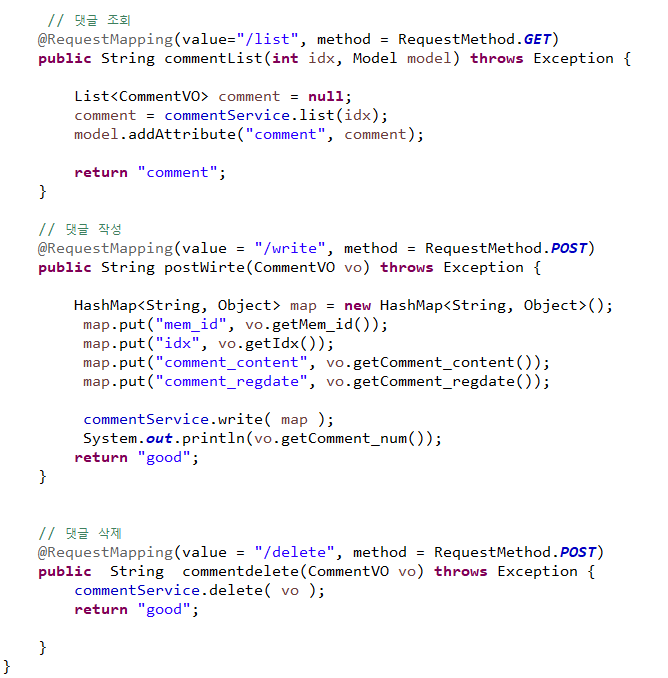 // 댓글 조회
@RequestMapping(value="/list", method = RequestMethod.GET)
public String commentList(int idx, Model model) throws Exception {
List<CommentVO> comment = null;
comment = commentService.list(idx);
model.addAttribute("comment", comment);
return "comment";
}
// 댓글 작성
@RequestMapping(value = "/write", method = RequestMethod.POST)
public String postWirte(CommentVO vo) throws Exception {
HashMap<String, Object> map = new HashMap<String, Object>();
map.put("mem_id", vo.getMem_id());
map.put("idx", vo.getIdx());
map.put("comment_content", vo.getComment_content());
map.put("comment_regdate", vo.getComment_regdate());
commentService.write( map );
System.out.println(vo.getComment_num());
return "good";
}
// 댓글 삭제
@RequestMapping(value = "/delete", method = RequestMethod.POST)
public  String  commentdelete(CommentVO vo) throws Exception {
commentService.delete( vo );
return "good";
}
}